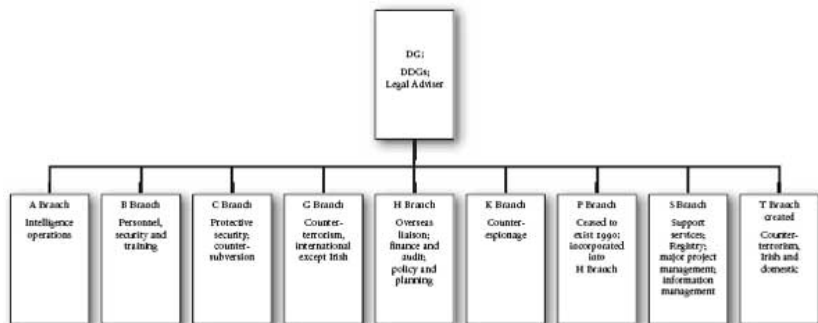 DG;
DDGs;
Legal Adviser
A Branch
Intelligence
operations
B Branch
Personnel,
security and
training
C Branch
Protective
security;
counter-
subversion
G Branch
Counter-
terrorism,
international
except Irish
H Branch
Overseas
liaison;
finance and
audit;
policy and
planning
K Branch
Counter-
espionage
P Branch
Ceased to
exist 1990;
incorporated
into
H Branch
S Branch
Support
services;
Registry;
major project
management;
information
management
T Branch
created
Counter-
terrorism,
Irish and
domestic